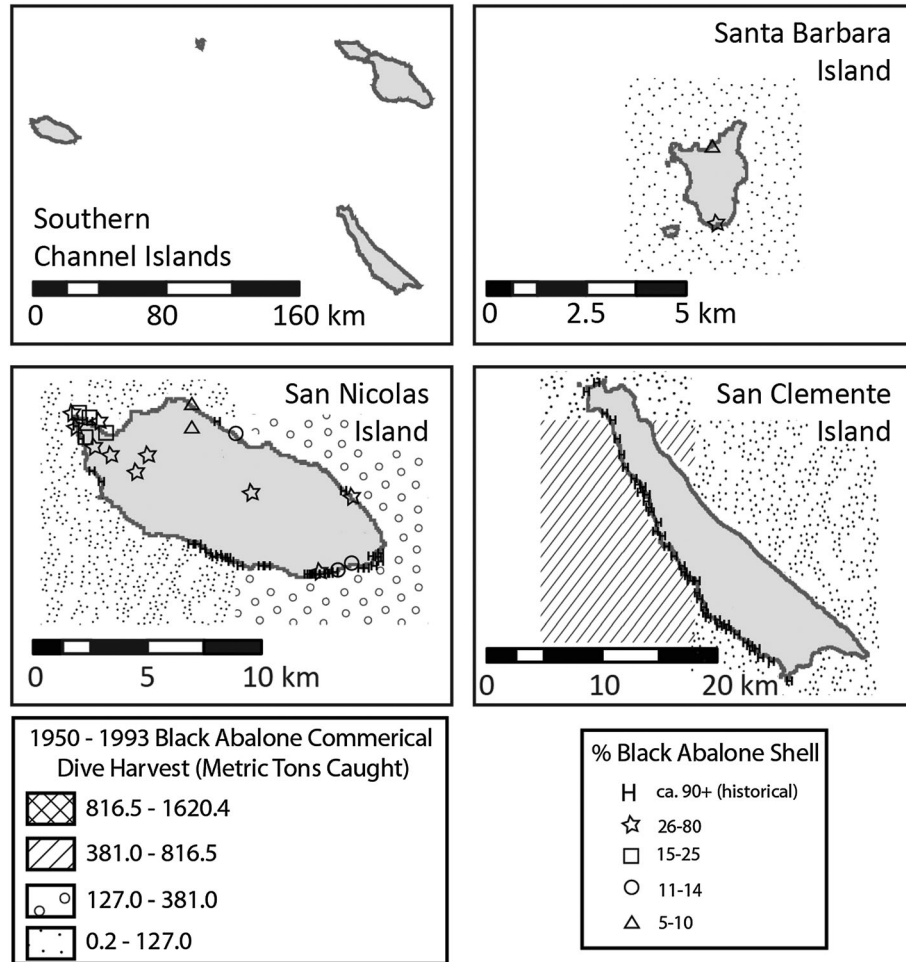 Southern
Channel Islands
0 80 160 km
Santa Barbara
Island
0 2.5 5 km
San Nicolas
Island
0 5 10 km
San Clemente
Island
0 10 20 km
1950 - 1993 Black Abalone Commerical
Dive Harvest (Metric Tons Caught)
816.5 - 1620.4
381.0 - 816.5
127.0 - 381.0
0.2 - 127.0
% Black Abalone Shell
H ca. 90+ (historical)
26-80
15-25
11-14
5-10